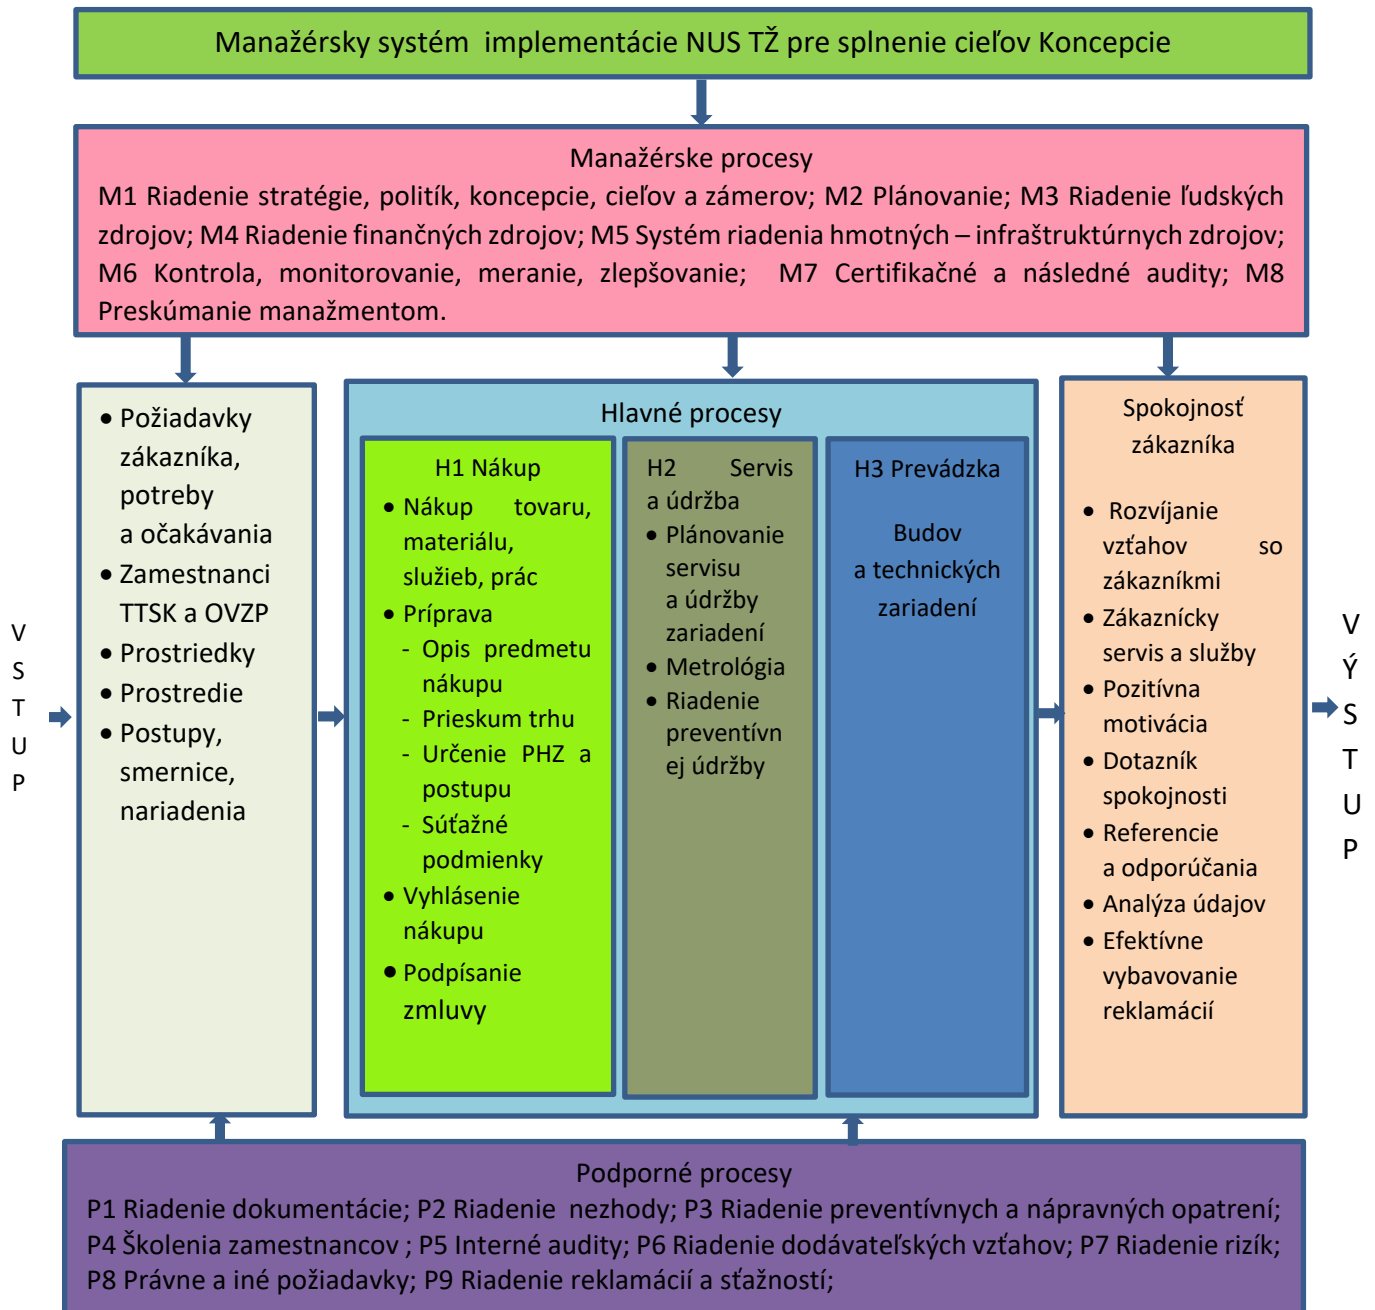 Manažérsky systém implementácie NUS TŽ pre splnenie cieľov Koncepcie
Manažérske procesy
M1 Riadenie stratégie, politík, koncepcie, cieľov a zámerov; M2 Plánovanie; M3 Riadenie ľudských
zdrojov; M4 Riadenie finančných zdrojov; M5 Systém riadenia hmotných – infraštruktúrnych zdrojov;
M6 Kontrola, monitorovanie, meranie, zlepšovanie; M7 Certifikačné a následné audity; M8
Preskúmanie manažmentom.
V
S
T
U
P
• Požiadavky
zákazníka,
potreby
a očakávania
• Zamestnanci
TTSK a OVZP
• Prostriedky
• Prostredie
• Postupy,
smernice,
nariadenia
Hlavné procesy
H1 Nákup
• Nákup tovaru,
materiálu,
služieb, prác
• Príprava
- Opis predmetu
nákupu
- Prieskum trhu
- Určenie PHZ a
postupu
- Súťažné
podmienky
• Vyhlásenie
nákupu
• Podpísanie
zmluvy
H2 Servis
a údržba
• Plánovanie
servisu
a údržby
zariadení
• Metrológia
• Riadenie
preventívn
ej údržby
H3 Prevádzka
Budov
a technických
zariadení
Spokojnosť
zákazníka
• Rozvíjanie
vzťahov so
zákazníkmi
• Zákaznícky
servis a služby
• Pozitívna
motivácia
• Dotazník
spokojnosti
• Referencie
a odporúčania
• Analýza údajov
• Efektívne
vybavovanie
reklamácií
V
Ý
S
T
U
P
Podporné procesy
P1 Riadenie dokumentácie; P2 Riadenie nezhody; P3 Riadenie preventívnych a nápravných opatrení;
P4 Školenia zamestnancov ; P5 Interné audity; P6 Riadenie dodávateľských vzťahov; P7 Riadenie rizík;
P8 Právne a iné požiadavky; P9 Riadenie reklamácií a sťažností;